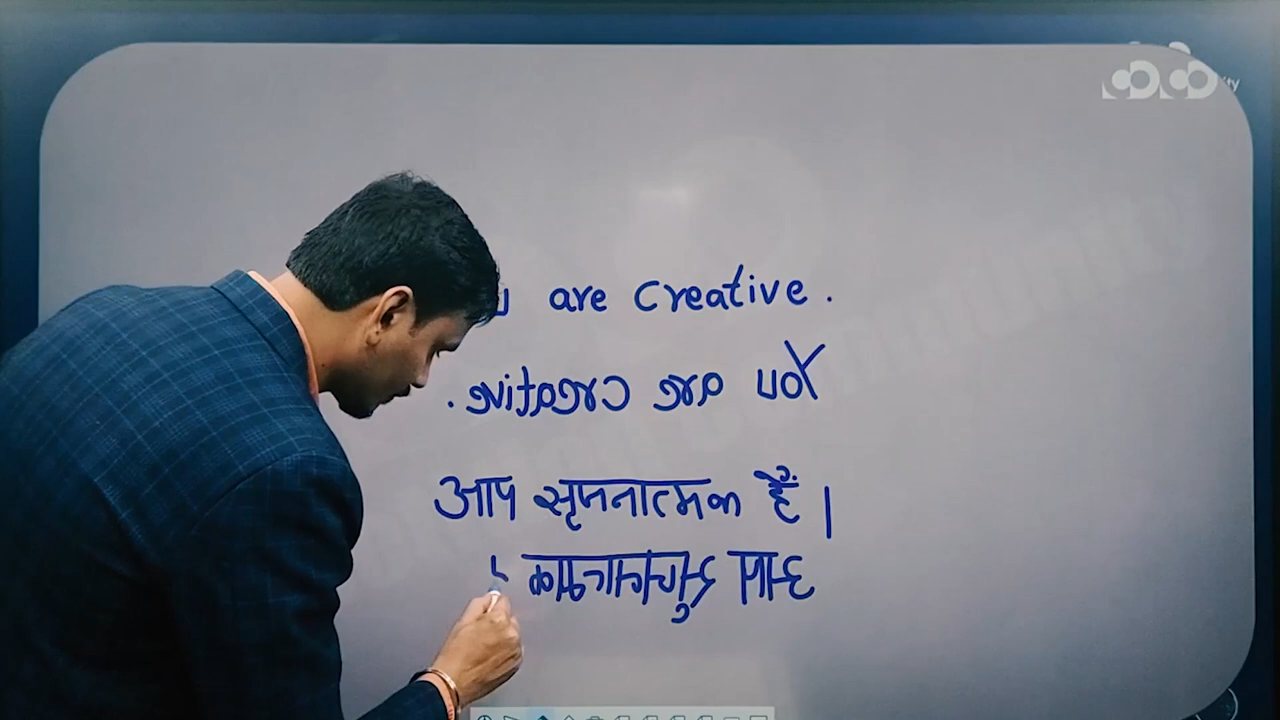 are Creative.
You are Creative.
आप सृजनात्मक हैं।
आप सृजनात्मक